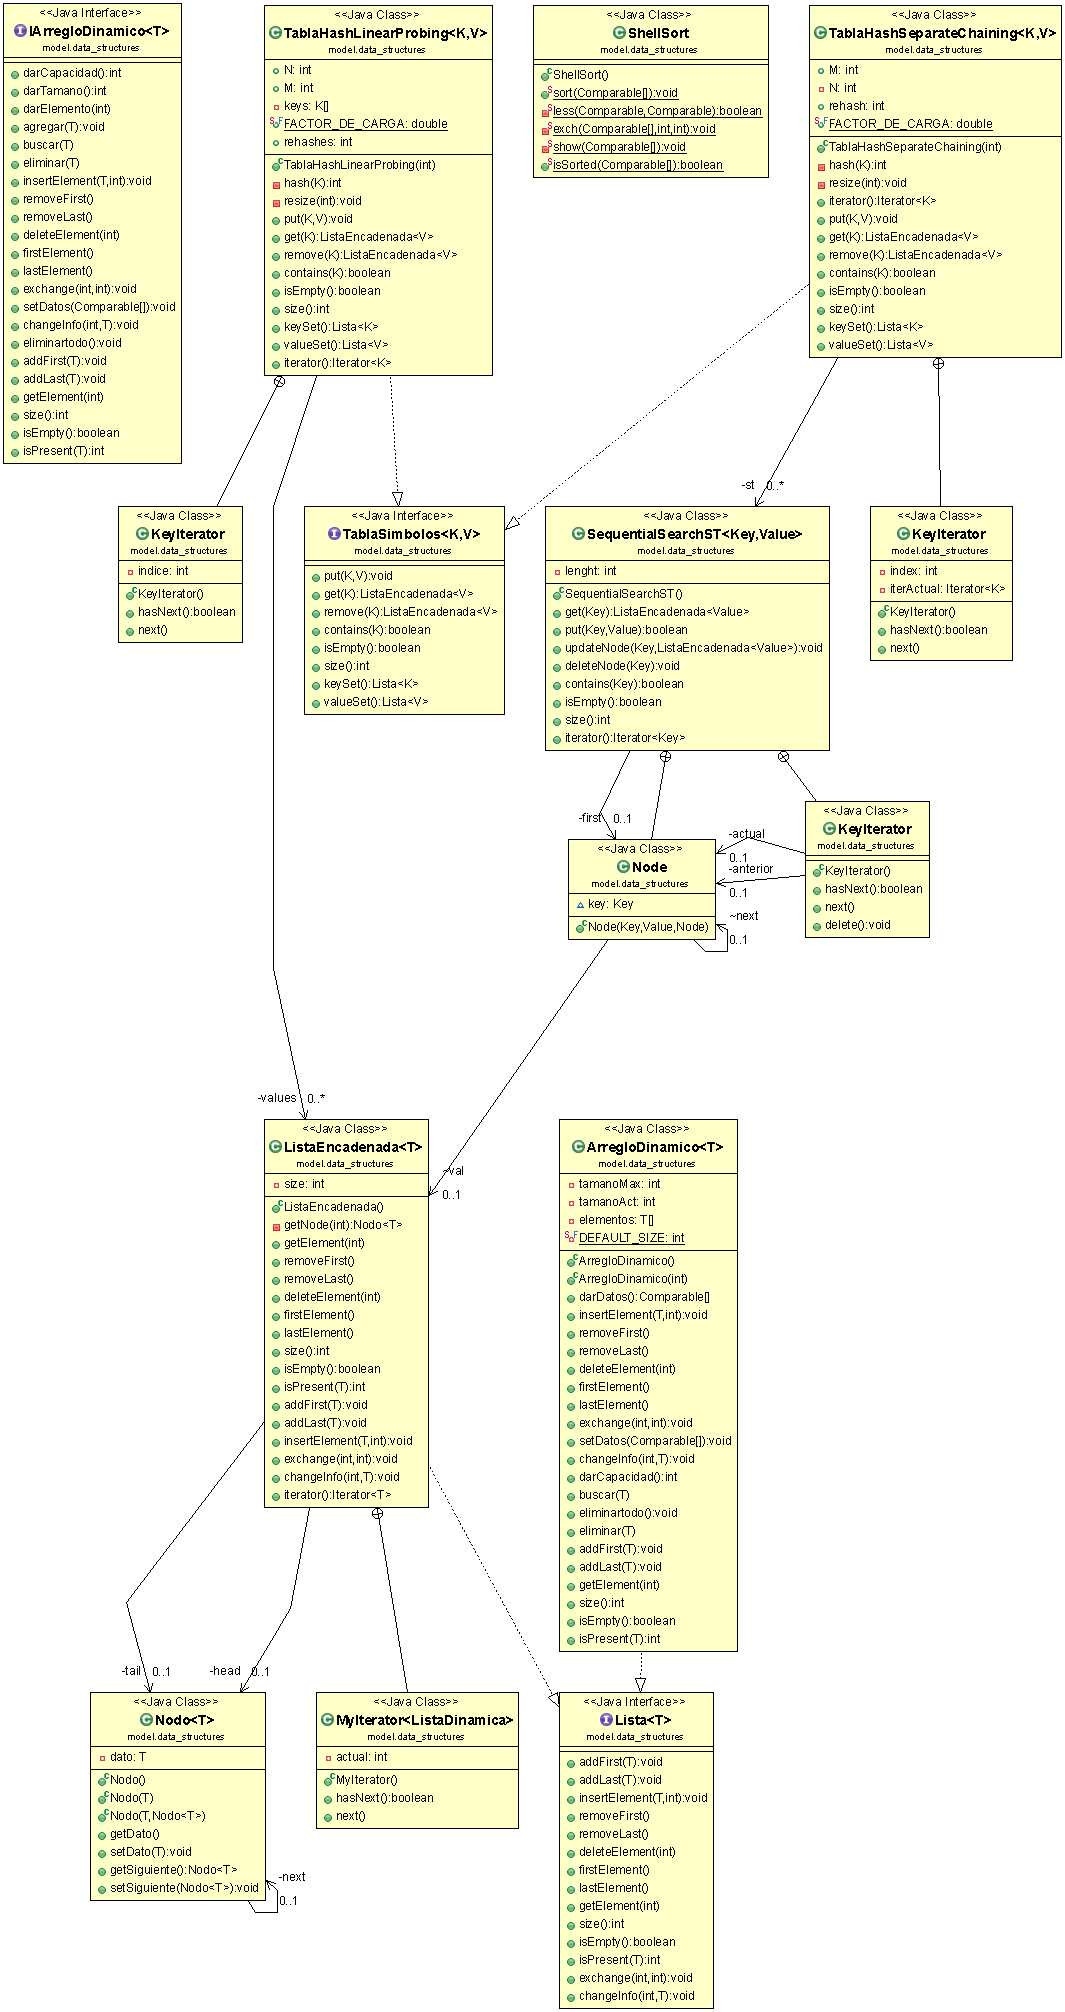 <<Java Interface>>
IArregloDinamico<T>
model.data_structures
darCapacidad():int
darTamano():int
darElemento(int)
agregar(T):void
buscar(T)
eliminar(T)
insertElement(T,int):void
removeFirst()
removeLast()
deleteElement(int)
firstElement()
lastElement()
exchange(int,int):void
setDatos(Comparable[]):void
changeInfo(int,T):void
eliminartodo():void
addFirst(T):void
addLast(T):void
getElement(int)
size():int
isEmpty():boolean
isPresent(T):int
<<Java Class>>
TablaHashLinearProbing<K,V>
model.data_structures
N: int
M: int
keys: K[]
FACTOR_DE_CARGA: double
rehashes: int
TablaHashLinearProbing(int)
hash(K):int
resize(int):void
put(K,V):void
get(K):ListaEncadenada<V>
remove(K):ListaEncadenada<V>
contains(K):boolean
isEmpty():boolean
size():int
keySet():Lista<K>
valueSet():Lista<V>
iterator():Iterator<K>
<<Java Class>>
ShellSort
model.data_structures
ShellSort()
sort(Comparable[]):void
less(Comparable,Comparable):boolean
exch(Comparable[],int,int):void
show(Comparable[]):void
isSorted(Comparable[]):boolean
<<Java Class>>
TablaHashSeparateChaining<K,V>
model.data_structures
M: int
N: int
rehash: int
FACTOR_DE_CARGA: double
TablaHashSeparateChaining(int)
hash(K):int
resize(int):void
iterator():Iterator<K>
put(K,V):void
get(K):ListaEncadenada<V>
remove(K):ListaEncadenada<V>
contains(K):boolean
isEmpty():boolean
size():int
keySet():Lista<K>
valueSet():Lista<V>
-st 0..*
<<Java Class>>
KeyIterator
model.data_structures
indice: int
KeyIterator()
hasNext():boolean
next()
<<Java Interface>>
TablaSimbolos<K,V>
model.data_structures
put(K,V):void
get(K):ListaEncadenada<V>
remove(K):ListaEncadenada<V>
contains(K):boolean
isEmpty():boolean
size():int
keySet():Lista<K>
valueSet():Lista<V>
<<Java Class>>
SequentialSearchST<Key,Value>
model.data_structures
lenght: int
SequentialSearchST()
get(Key):ListaEncadenada<Value>
put(Key,Value):boolean
updateNode(Key,ListaEncadenada<Value>):void
deleteNode(Key):void
contains(Key):boolean
isEmpty():boolean
size():int
iterator():Iterator<Key>
<<Java Class>>
KeyIterator
model.data_structures
index: int
iterActual: Iterator<K>
KeyIterator()
hasNext():boolean
next()
-first 0..1
<<Java Class>>
Node
model.data_structures
key: Key
Node(Key,Value,Node)
-actual
0..1
-anterior
0..1
~next
0..1
<<Java Class>>
KeyIterator
model.data_structures
KeyIterator()
hasNext():boolean
next()
delete():void
-values 0..*
~val
0..1
<<Java Class>>
ListaEncadenada<T>
model.data_structures
size: int
ListaEncadenada()
getNode(int):Nodo<T>
getElement(int)
removeFirst()
removeLast()
deleteElement(int)
firstElement()
lastElement()
size():int
isEmpty():boolean
isPresent(T):int
addFirst(T):void
addLast(T):void
insertElement(T,int):void
exchange(int,int):void
changeInfo(int,T):void
iterator():Iterator<T>
<<Java Class>>
ArregloDinamico<T>
model.data_structures
tamanoMax: int
tamanoAct: int
elementos: T[]
DEFAULT_SIZE: int
ArregloDinamico()
ArregloDinamico(int)
darDatos():Comparable[]
insertElement(T,int):void
removeFirst()
removeLast()
deleteElement(int)
firstElement()
lastElement()
exchange(int,int):void
setDatos(Comparable[]):void
changeInfo(int,T):void
darCapacidad():int
buscar(T)
eliminartodo():void
eliminar(T)
addFirst(T):void
addLast(T):void
getElement(int)
size():int
isEmpty():boolean
isPresent(T):int
-tail 0..1
-head 0..1
<<Java Class>>
Nodo<T>
model.data_structures
dato: T
Nodo()
Nodo(T)
Nodo(T,Nodo<T>)
getDato()
setDato(T):void
getSiguiente():Nodo<T>
setSiguiente(Nodo<T>):void
-next
0..1
<<Java Class>>
MyIterator<ListaDinamica>
model.data_structures
actual: int
MyIterator()
hasNext():boolean
next()
<<Java Interface>>
Lista<T>
model.data_structures
addFirst(T):void
addLast(T):void
insertElement(T,int):void
removeFirst()
removeLast()
deleteElement(int)
firstElement()
lastElement()
getElement(int)
size():int
isEmpty():boolean
isPresent(T):int
exchange(int,int):void
changeInfo(int,T):void